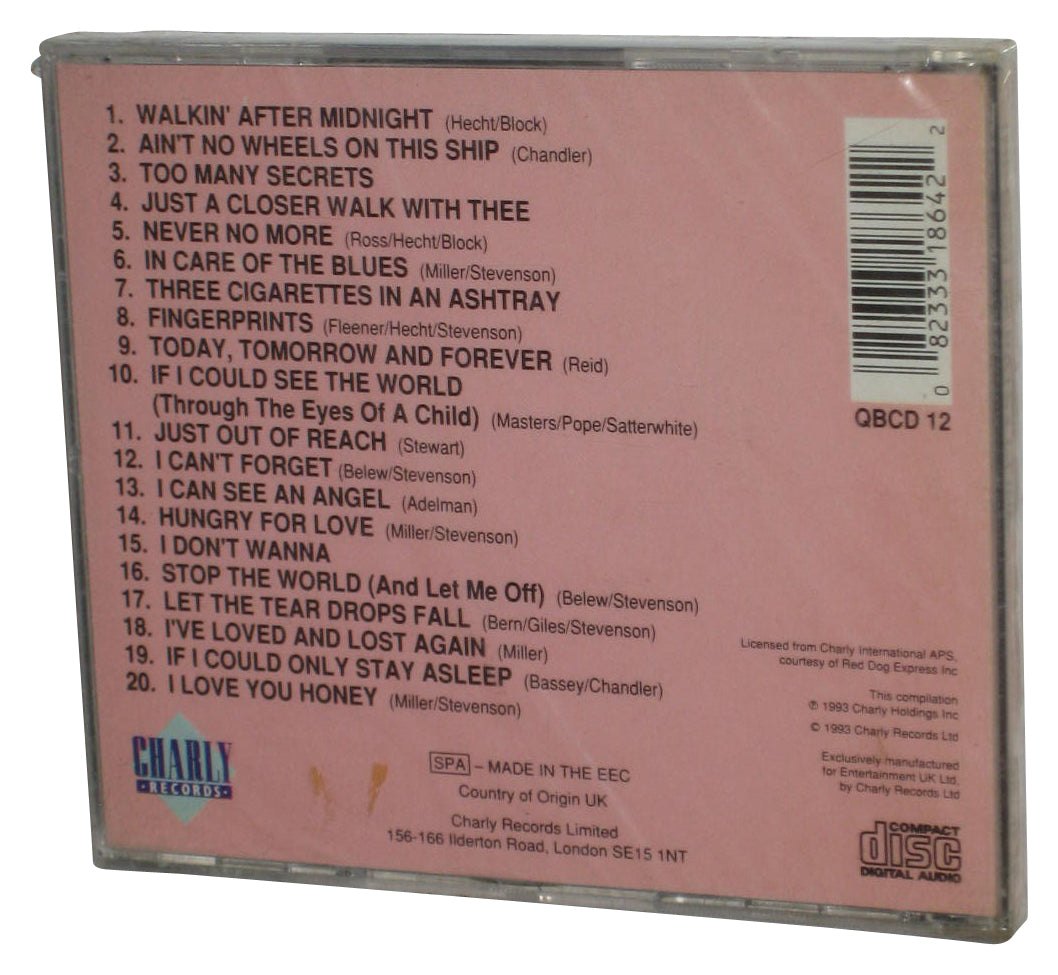 1. WALKIN' AFTER MIDNIGHT (Hecht/Block)
2. AIN'T NO WHEELS ON THIS SHIP (Chandler)
3. TOO MANY SECRETS
4. JUST A CLOSER WALK WITH THEE
5. NEVER NO MORE (Ross/Hecht/Block)
6. IN CARE OF THE BLUES (Miller/Stevenson)
7. THREE CIGARETTES IN AN ASHTRAY
8. FINGERPRINTS (Fleener/Hecht/Stevenson)
9. TODAY, TOMORROW AND FOREVER (Reid)
10. IF I COULD SEE THE WORLD
(Through The Eyes Of A Child) (Masters/Pope/Satterwhite)
11. JUST OUT OF REACH (Stewart)
12. I CAN'T FORGET (Belew/Stevenson)
13. I CAN SEE AN ANGEL (Adelman)
14. HUNGRY FOR LOVE (Miller/Stevenson)
15. I DON'T WANNA
16. STOP THE WORLD (And Let Me Off) (Belew/Stevenson)
17. LET THE TEAR DROPS FALL (Bern/Giles/Stevenson)
18. I'VE LOVED AND LOST AGAIN (Miller)
19. IF I COULD ONLY STAY ASLEEP (Bassey/Chandler)
20. I LOVE YOU HONEY (Miller/Stevenson)
0 82333 18642 2
QBCD 12
Licensed from Charly International APS,
courtesy of Red Dog Express Inc
This compilation
℗ 1993 Charly Holdings Inc
© 1993 Charly Records Ltd
Exclusively manufactured
for Entertainment UK Ltd,
by Charly Records Ltd
CHARLY
·RECORDS·
SPA – MADE IN THE EEC
Country of Origin UK
Charly Records Limited
156-166 Ilderton Road, London SE15 1NT
COMPACT
disc
DIGITAL AUDIO